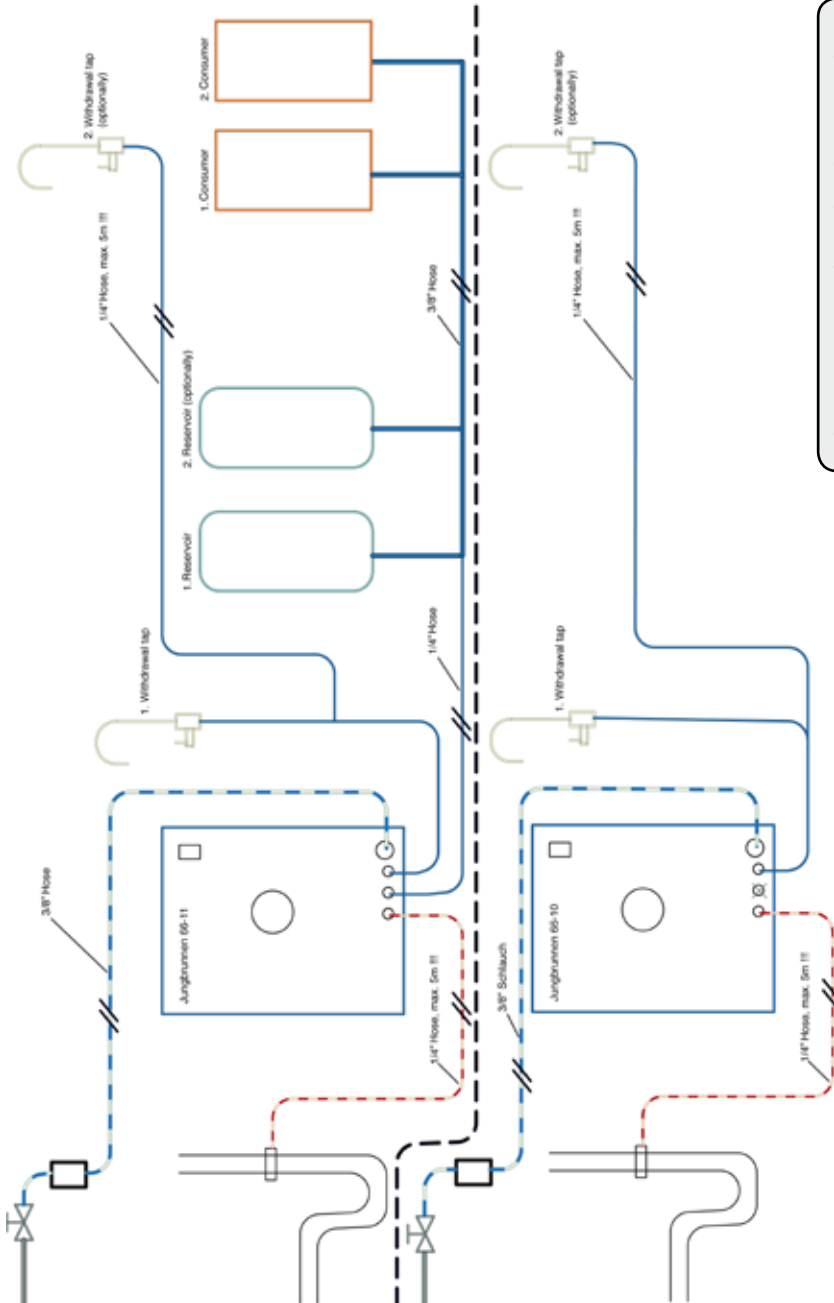 2. Withdrawal tap
(optionally)
1/4" Hose, max. 5m !!!
2. Consumer
1. Consumer
3/8" Hose
2. Reservoir (optionally)
1.Reservoir
1/4" Hose
1. Withdrawal tap
3/8" Hose
Jungbrunnen 66-11
1/4" Hose, max. 5m !!!
2. Withdrawal tap
(optionally)
1/4" Hose, max. 5m !!!
1. Withdrawal tap
3/8" Schlauch
Jungbrunnen 66-10
1/4" Hose, max. 5m !!!